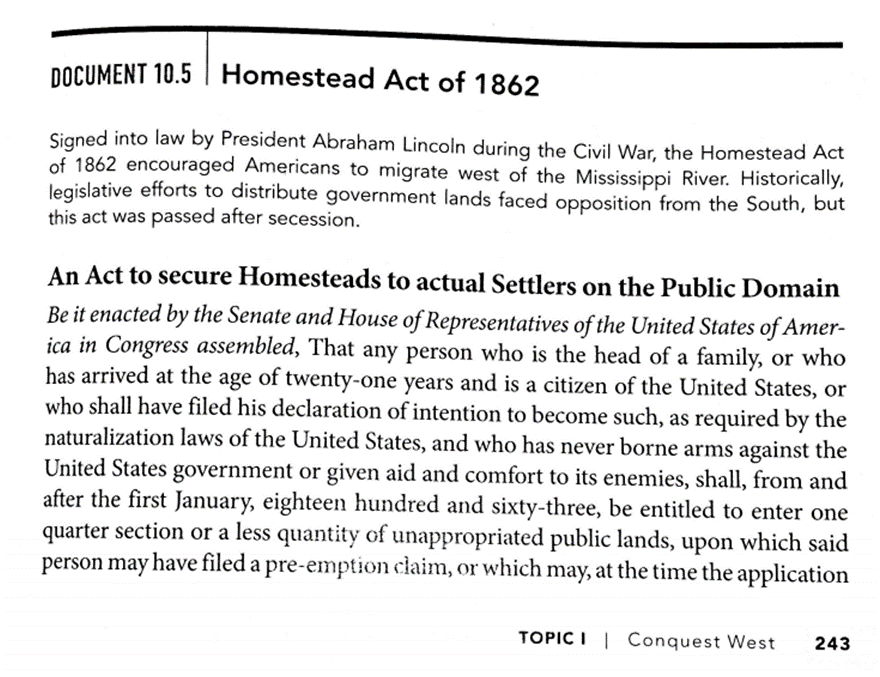 DOCUMENT 10.5 | Homestead Act of 1862
Signed into law by President Abraham Lincoln during the Civil War, the Homestead Act
of 1862 encouraged Americans to migrate west of the Mississippi River. Historically,
legislative efforts to distribute government lands faced opposition from the South, but
this act was passed after secession.
An Act to secure Homesteads to actual Settlers on the Public Domain
Be it enacted by the Senate and House of Representatives of the United States of Amer-
ica in Congress assembled, That any person who is the head of a family, or who
has arrived at the age of twenty-one years and is a citizen of the United States, or
who shall have filed his declaration of intention to become such, as required by the
naturalization laws of the United States, and who has never borne arms against the
United States government or given aid and comfort to its enemies, shall, from and
after the first January, eighteen hundred and sixty-three, be entitled to enter one
quarter section or a less quantity of unappropriated public lands, upon which said
person may have filed a pre-emption claim, or which may, at the time the application
TOPIC I | Conquest West 243